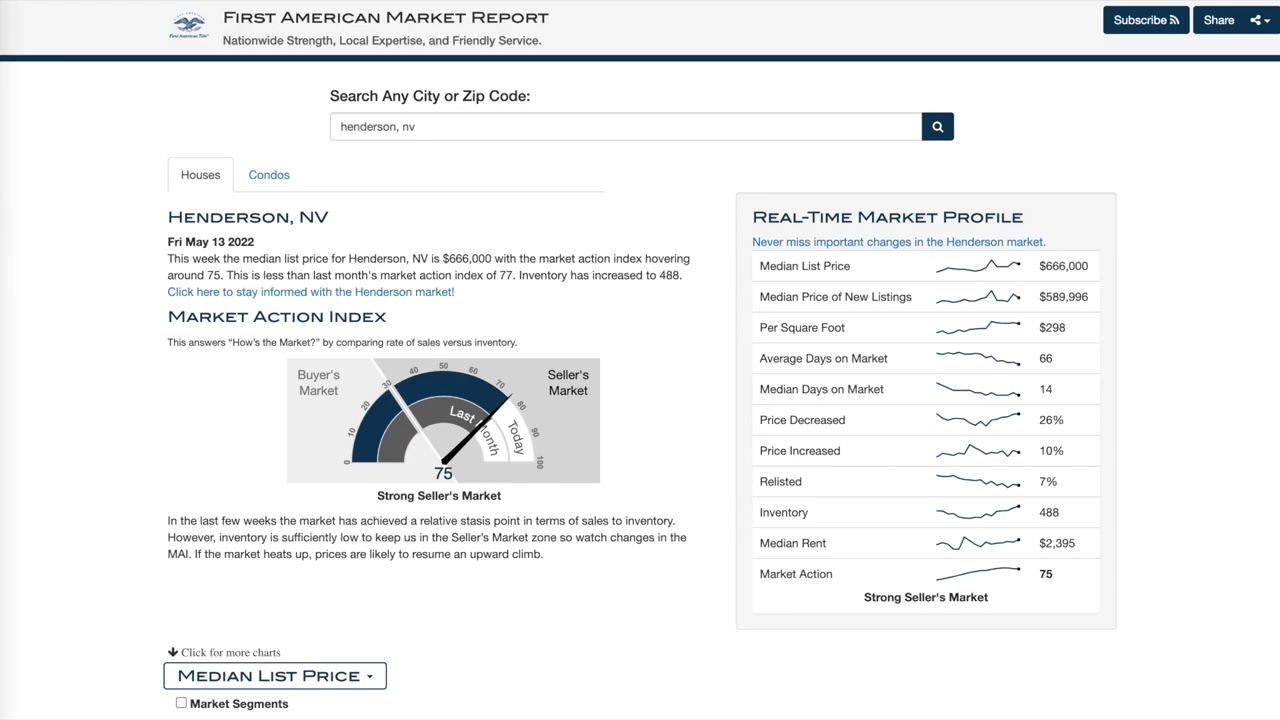 First American Market Report
Nationwide Strength, Local Expertise, and Friendly Service.
First American Title™
Subscribe
Share
Search Any City or Zip Code:
henderson, nv
Houses
Condos
Henderson, NV
Fri May 13 2022
This week the median list price for Henderson, NV is $666,000 with the market action index hovering
around 75. This is less than last month's market action index of 77. Inventory has increased to 488.
Click here to stay informed with the Henderson market!
Market Action Index
This answers “How's the Market?” by comparing rate of sales versus inventory.
Buyer's
Market
Seller's
Market
0
10
20
30
40
50
60
70
80
90
100
Last Month
Today
75
Strong Seller's Market
In the last few weeks the market has achieved a relative stasis point in terms of sales to inventory.
However, inventory is sufficiently low to keep us in the Seller’s Market zone so watch changes in the
MAI. If the market heats up, prices are likely to resume an upward climb.
Real-Time Market Profile
Never miss important changes in the Henderson market.
Median List Price $666,000
Median Price of New Listings $589,996
Per Square Foot $298
Average Days on Market 66
Median Days on Market 14
Price Decreased 26%
Price Increased 10%
Relisted 7%
Inventory 488
Median Rent $2,395
Market Action 75
Strong Seller's Market
Click for more charts
Median List Price
Market Segments